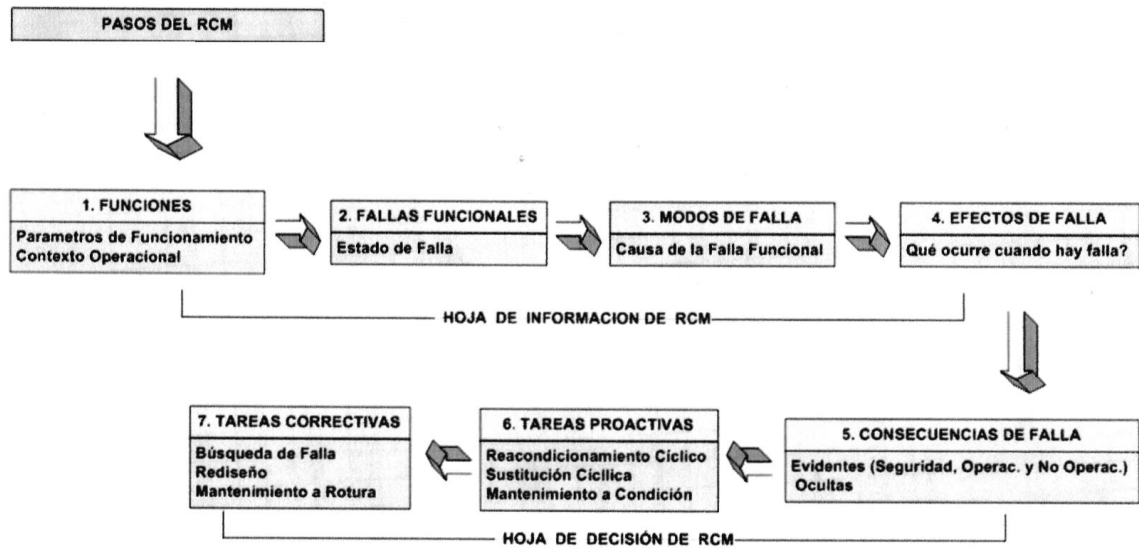 PASOS DEL RCM
1. FUNCIONES
Parametros de Funcionamiento
Contexto Operacional
2. FALLAS FUNCIONALES
Estado de Falla
3. MODOS DE FALLA
Causa de la Falla Funcional
4. EFECTOS DE FALLA
Qué ocurre cuando hay falla?
HOJA DE INFORMACION DE RCM
5. CONSECUENCIAS DE FALLA
Evidentes (Seguridad, Operac. y No Operac.)
Ocultas
6. TAREAS PROACTIVAS
Reacondicionamiento Cíclico
Sustitución Cícllica
Mantenimiento a Condición
7. TAREAS CORRECTIVAS
Búsqueda de Falla
Rediseño
Mantenimiento a Rotura
HOJA DE DECISIÓN DE RCM